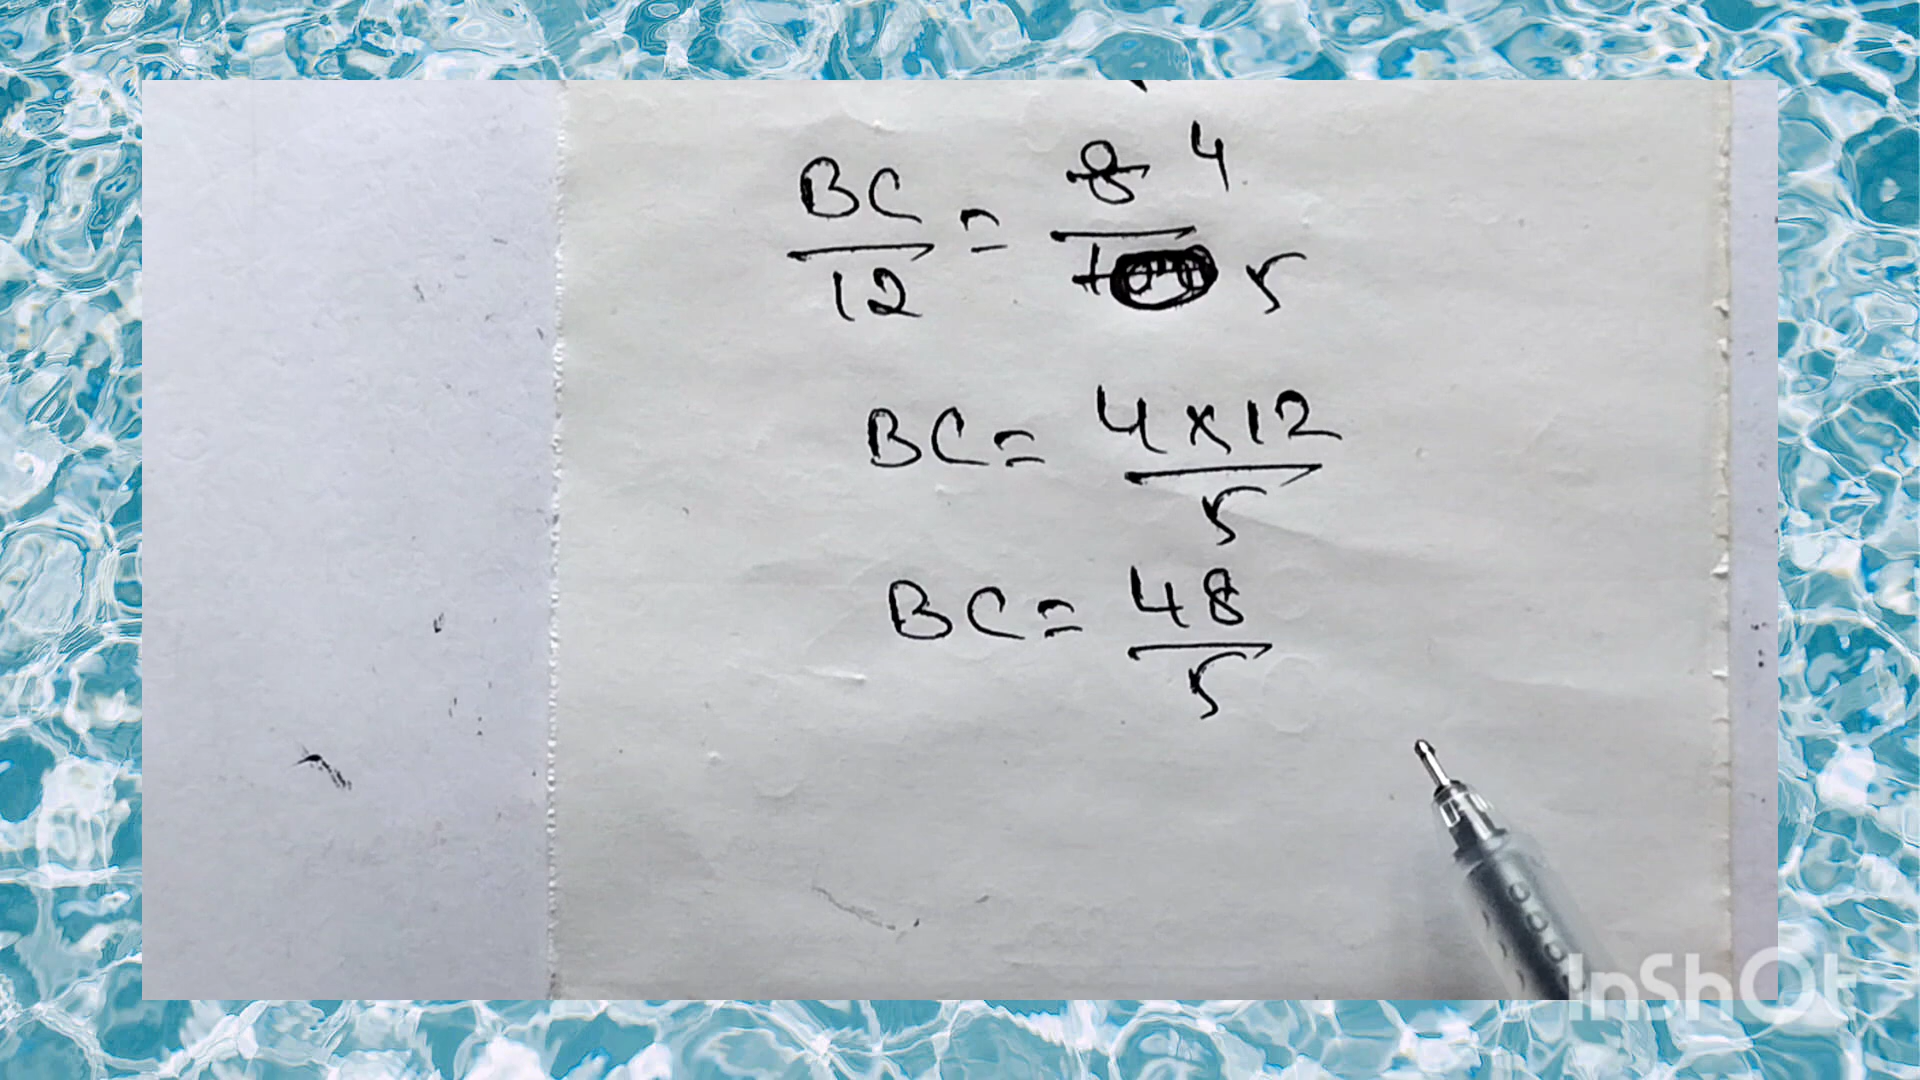 BC/12 = 8/10 4/5
BC = 4×12/5
BC = 48/5
InShOt